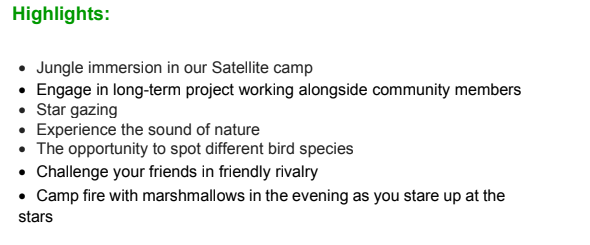 Highlights:
• Jungle immersion in our Satellite camp
• Engage in long-term project working alongside community members
• Star gazing
• Experience the sound of nature
• The opportunity to spot different bird species
• Challenge your friends in friendly rivalry
• Camp fire with marshmallows in the evening as you stare up at the
stars